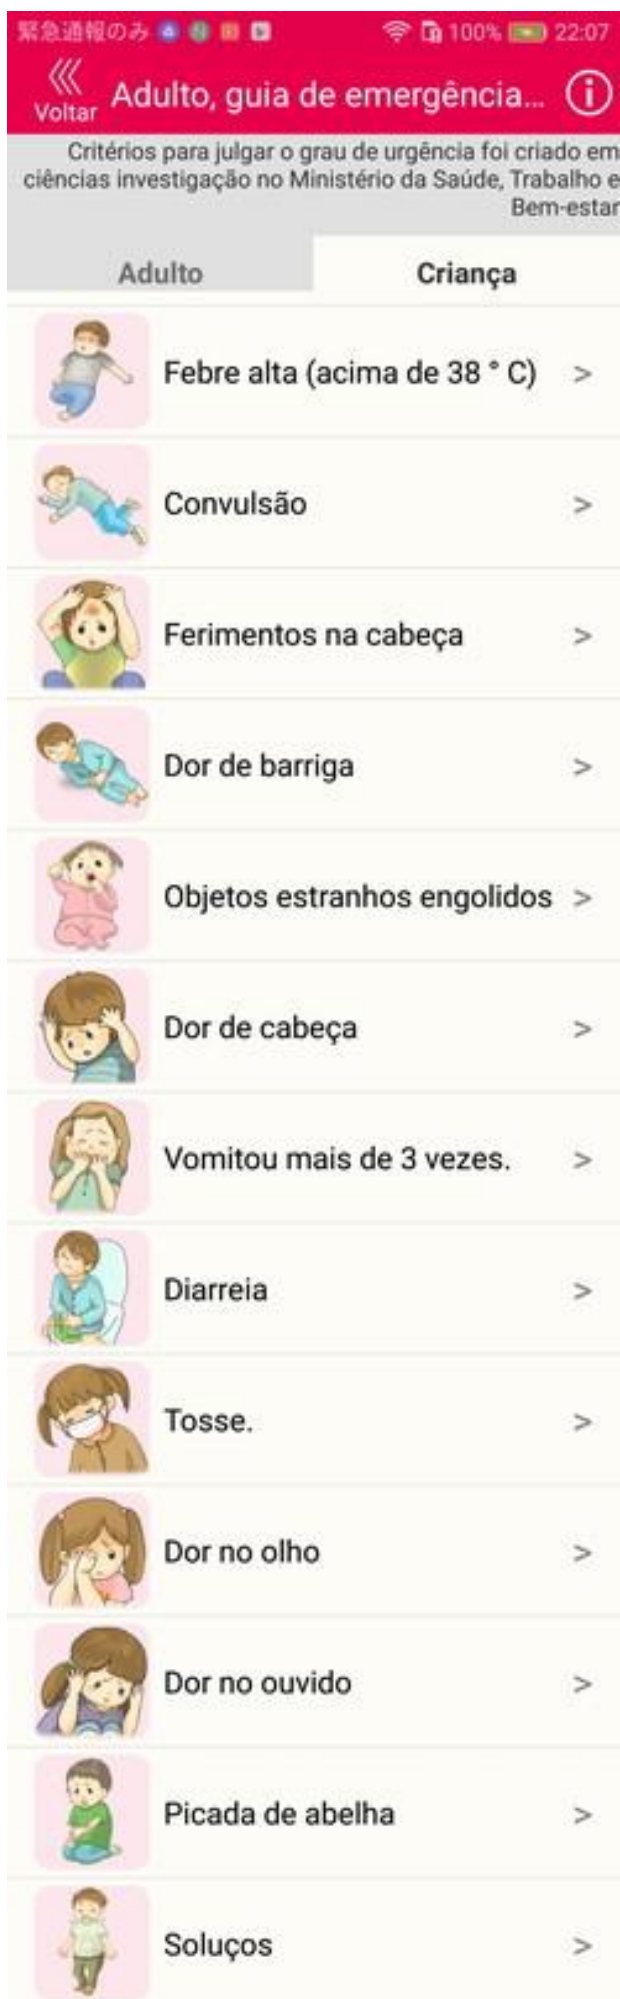 緊急通報のみ 100% 22:07
Voltar Adulto, guia de emergência...
Critérios para julgar o grau de urgência foi criado em
ciências investigação no Ministério da Saúde, Trabalho e
Bem-estar
Adulto Criança
Febre alta (acima de 38 ° C) >
Convulsão >
Ferimentos na cabeça >
Dor de barriga >
Objetos estranhos engolidos >
Dor de cabeça >
Vomitou mais de 3 vezes. >
Diarreia >
Tosse. >
Dor no olho >
Dor no ouvido >
Picada de abelha >
Soluços >